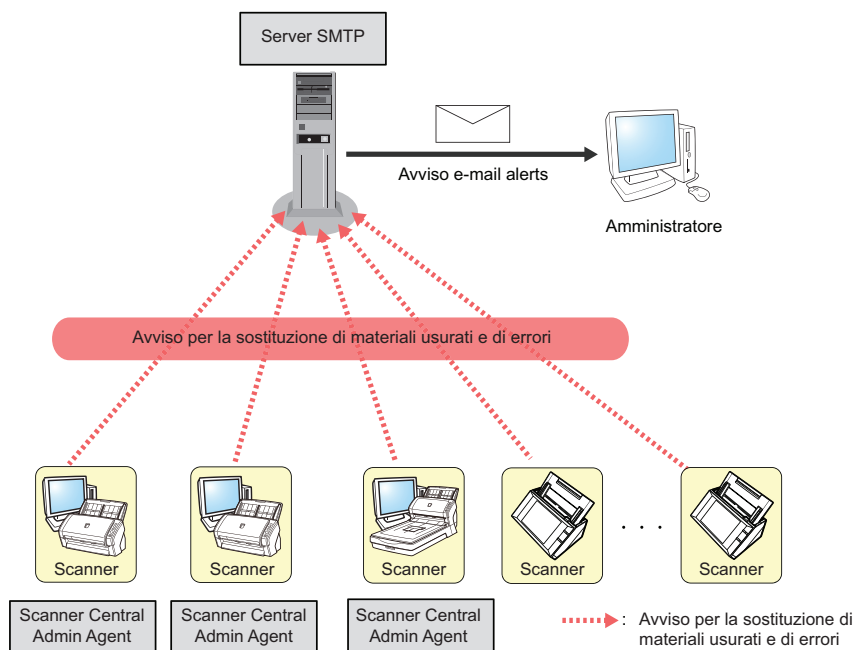 Server SMTP
Avviso e-mail alerts
Amministratore
Avviso per la sostituzione di materiali usurati e di errori
Scanner
Scanner
Scanner
Scanner
. . .
Scanner
Scanner Central
Admin Agent
Scanner Central
Admin Agent
Scanner Central
Admin Agent
: Avviso per la sostituzione di
materiali usurati e di errori